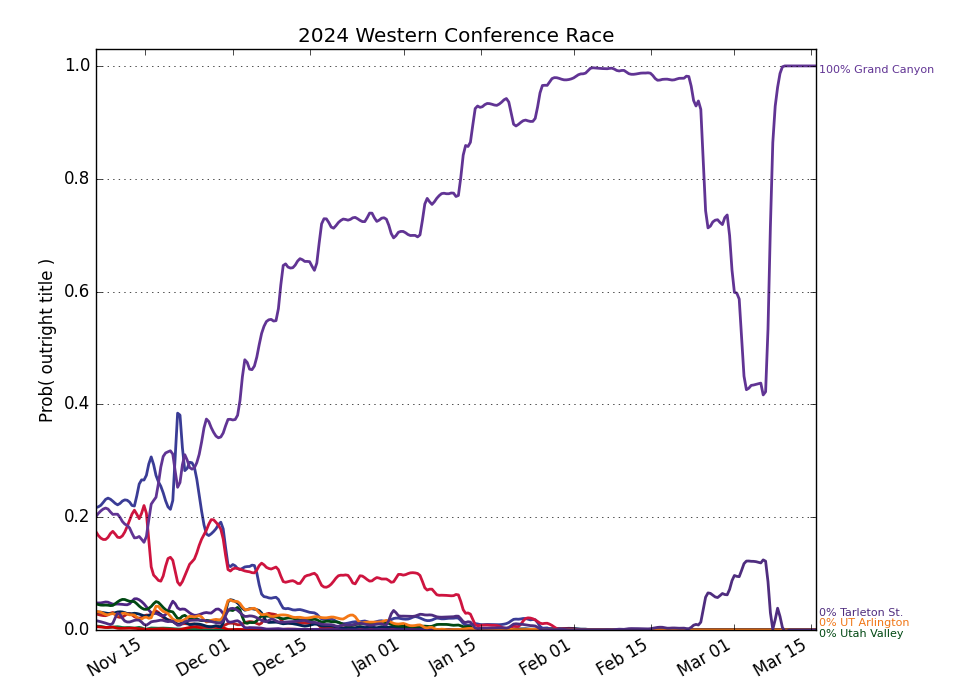 2024 Western Conference Race
Prob( outright title )
1.0
0.8
0.6
0.4
0.2
0.0
100% Grand Canyon
0% Tarleton St.
0% UT Arlington
0% Utah Valley
Nov 15
Dec 01
Dec 15
Jan 01
Jan 15
Feb 01
Feb 15
Mar 01
Mar 15